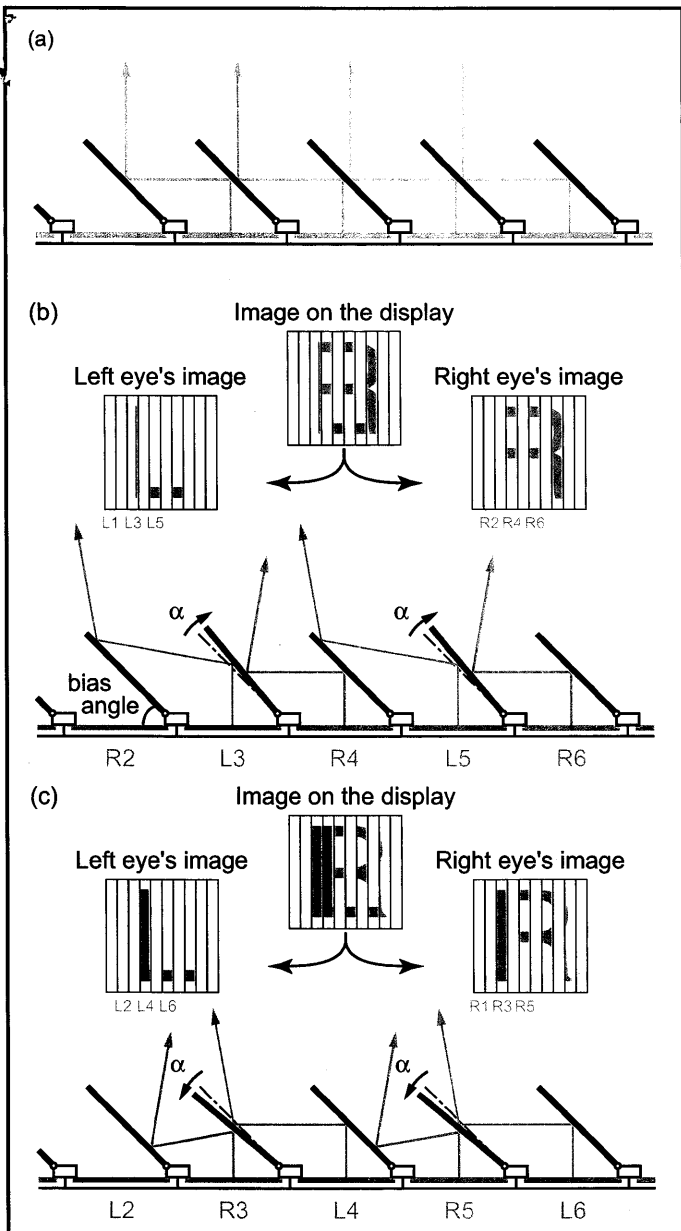 (a)
(b)
Image on the display
Left eye's image
Right eye's image
L1 L3 L5
R2 R4 R6
α
α
bias
angle
R2 L3 R4 L5 R6
(c)
Image on the display
Left eye's image
Right eye's image
L2 L4 L6
R1 R3 R5
α
α
L2 R3 L4 R5 L6